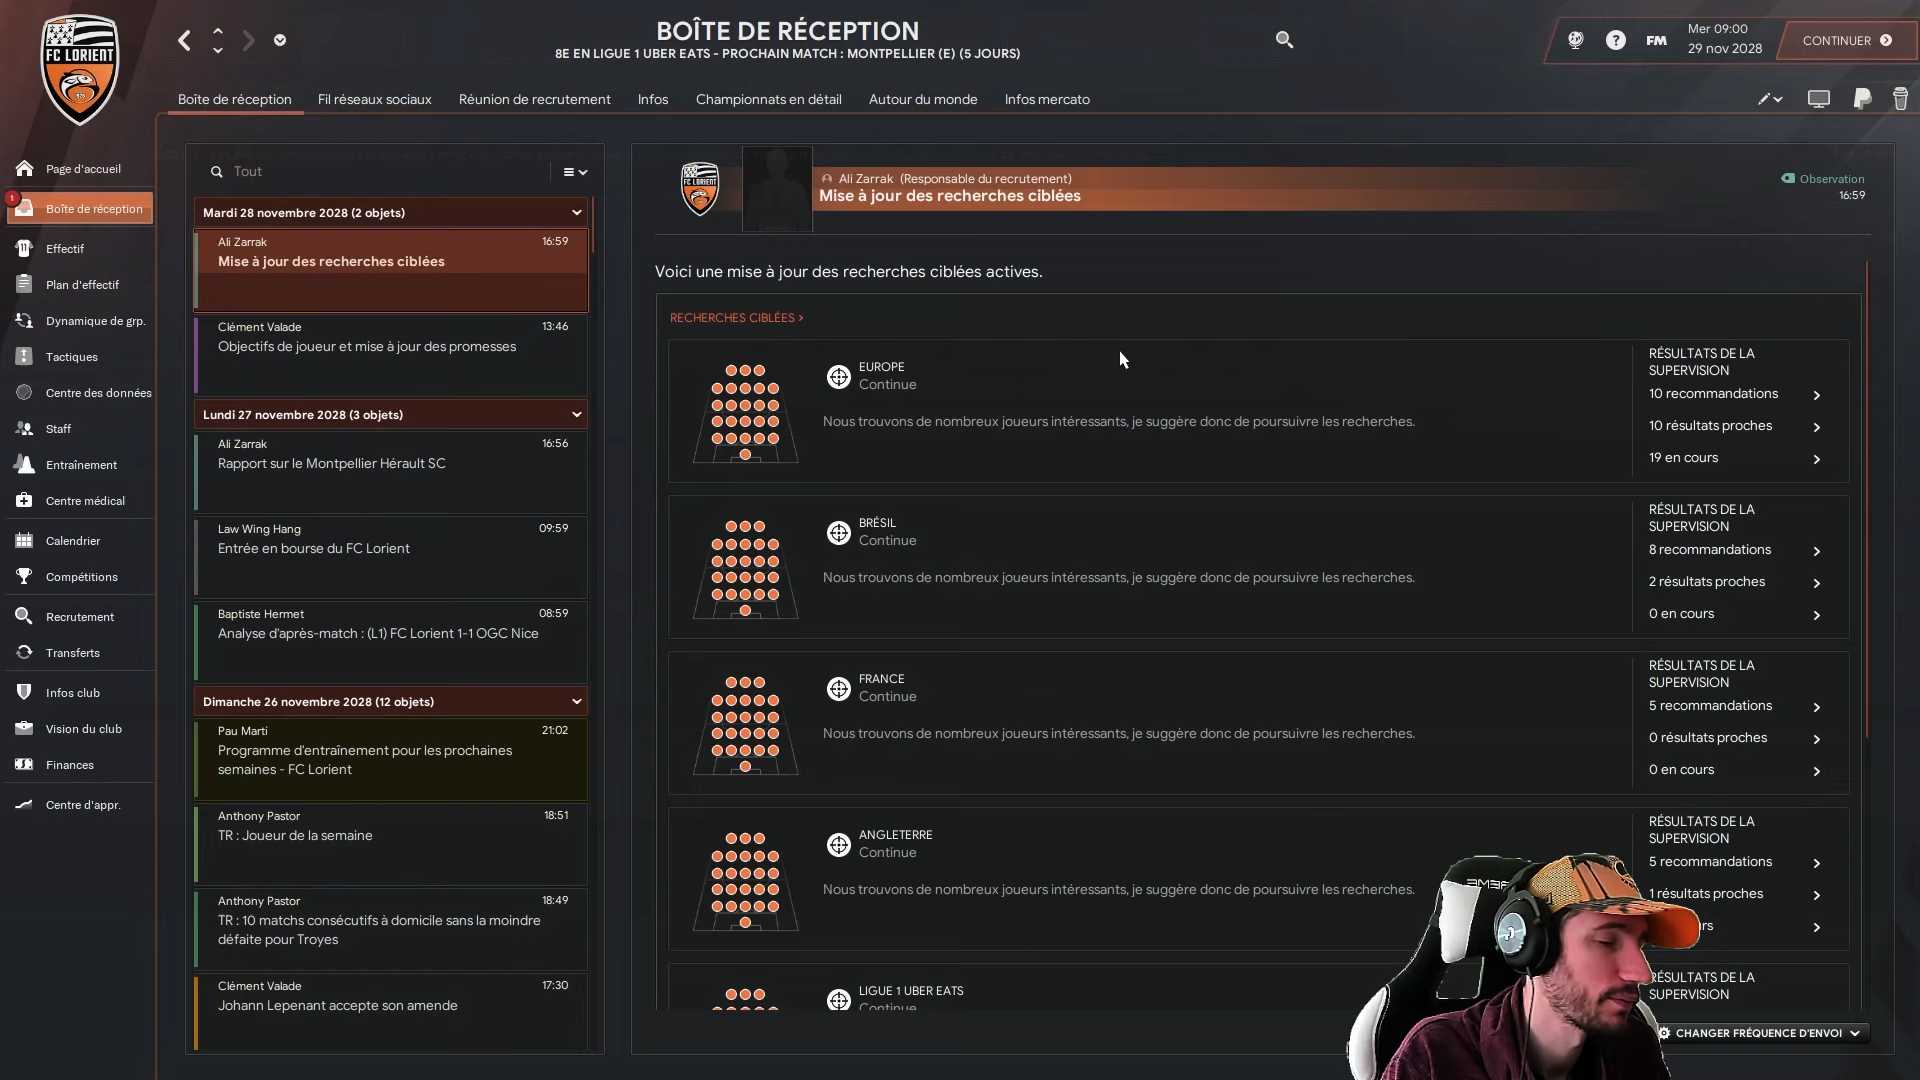 FC LORIENT
BOÎTE DE RÉCEPTION
8E EN LIGUE 1 UBER EATS - PROCHAIN MATCH : MONTPELLIER (E) (5 JOURS)
FM
Mer 09:00
29 nov 2028
CONTINUER
Boîte de réception
Fil réseaux sociaux
Réunion de recrutement
Infos
Championnats en détail
Autour du monde
Infos mercato
Page d'accueil
1
Boîte de réception
Effectif
Plan d'effectif
Dynamique de grp.
Tactiques
Centre des données
Staff
Entraînement
Centre médical
Calendrier
Compétitions
Recrutement
Transferts
Infos club
Vision du club
Finances
Centre d'appr.
Tout
Mardi 28 novembre 2028 (2 objets)
Ali Zarrak 16:59
Mise à jour des recherches ciblées
Clément Valade 13:46
Objectifs de joueur et mise à jour des promesses
Lundi 27 novembre 2028 (3 objets)
Ali Zarrak 16:56
Rapport sur le Montpellier Hérault SC
Law Wing Hang 09:59
Entrée en bourse du FC Lorient
Baptiste Hermet 08:59
Analyse d'après-match : (L1) FC Lorient 1-1 OGC Nice
Dimanche 26 novembre 2028 (12 objets)
Pau Marti 21:02
Programme d'entraînement pour les prochaines
semaines - FC Lorient
Anthony Pastor 18:51
TR : Joueur de la semaine
Anthony Pastor 18:49
TR : 10 matchs consécutifs à domicile sans la moindre
défaite pour Troyes
Clément Valade 17:30
Johann Lepenant accepte son amende
FC LORIENT
Ali Zarrak (Responsable du recrutement)
Mise à jour des recherches ciblées
Observation
16:59
Voici une mise à jour des recherches ciblées actives.
RECHERCHES CIBLÉES >
EUROPE
Continue
Nous trouvons de nombreux joueurs intéressants, je suggère donc de poursuivre les recherches.
RÉSULTATS DE LA
SUPERVISION
10 recommandations
10 résultats proches
19 en cours
BRÉSIL
Continue
Nous trouvons de nombreux joueurs intéressants, je suggère donc de poursuivre les recherches.
RÉSULTATS DE LA
SUPERVISION
8 recommandations
2 résultats proches
0 en cours
FRANCE
Continue
Nous trouvons de nombreux joueurs intéressants, je suggère donc de poursuivre les recherches.
RÉSULTATS DE LA
SUPERVISION
5 recommandations
0 résultats proches
0 en cours
ANGLETERRE
Continue
Nous trouvons de nombreux joueurs intéressants, je suggère donc de poursuivre les recherches.
RÉSULTATS DE LA
SUPERVISION
5 recommandations
1 résultats proches
LIGUE 1 UBER EATS
Continue
RÉSULTATS DE LA
SUPERVISION
CHANGER FRÉQUENCE D'ENVOI